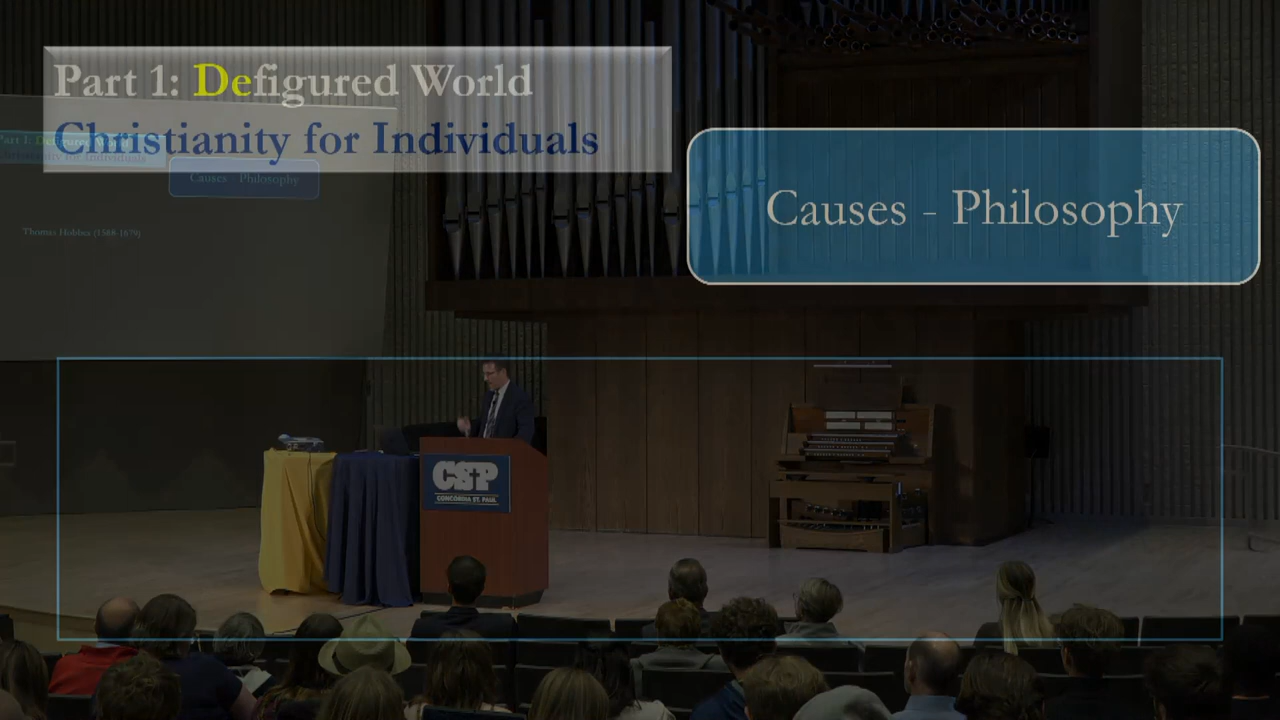 Part 1: Defigured World
Christianity for Individuals
Causes - Philosophy
Part 1: Defigured World
Christianity for Individuals
Causes - Philosophy
Thomas Hobbes (1588-1679)
CSP
CONCORDIA ST. PAUL